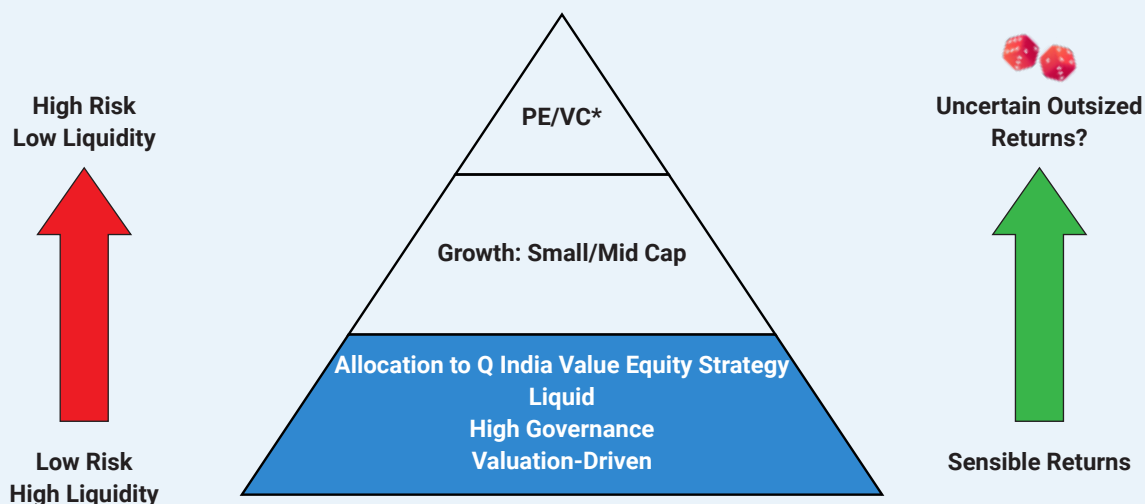 High Risk
Low Liquidity
PE/VC*
Uncertain Outsized
Returns?
Growth: Small/Mid Cap
Allocation to Q India Value Equity Strategy
Liquid
High Governance
Valuation-Driven
Low Risk
High Liquidity
Sensible Returns